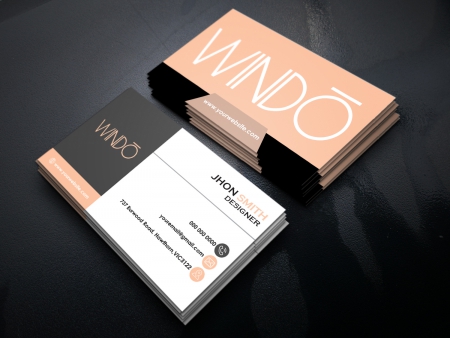 WINDŌ
www.yourwebsite.com
WINDŌ
www.yourwebsite.com
JHON SMITH
DESIGNER
000 000 0000
youremail@gmail.com
737 Burwood Road, Hawthorn, VIC3122